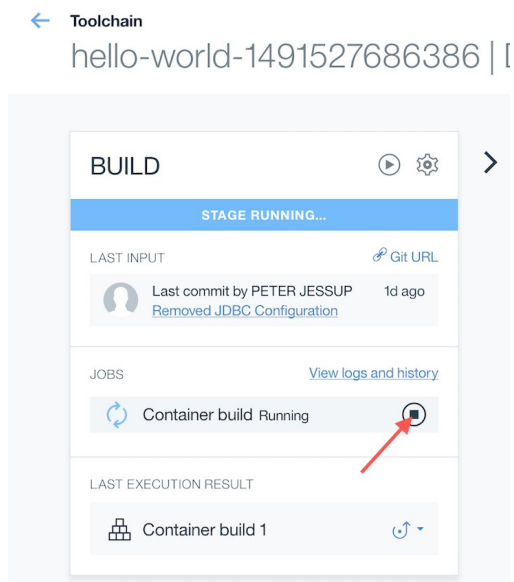 Toolchain
hello-world-1491527686386 |
BUILD
STAGE RUNNING...
LAST INPUT
Git URL
Last commit by PETER JESSUP
1d ago
Removed JDBC Configuration
JOBS
View logs and history
Container build Running
LAST EXECUTION RESULT
Container build 1